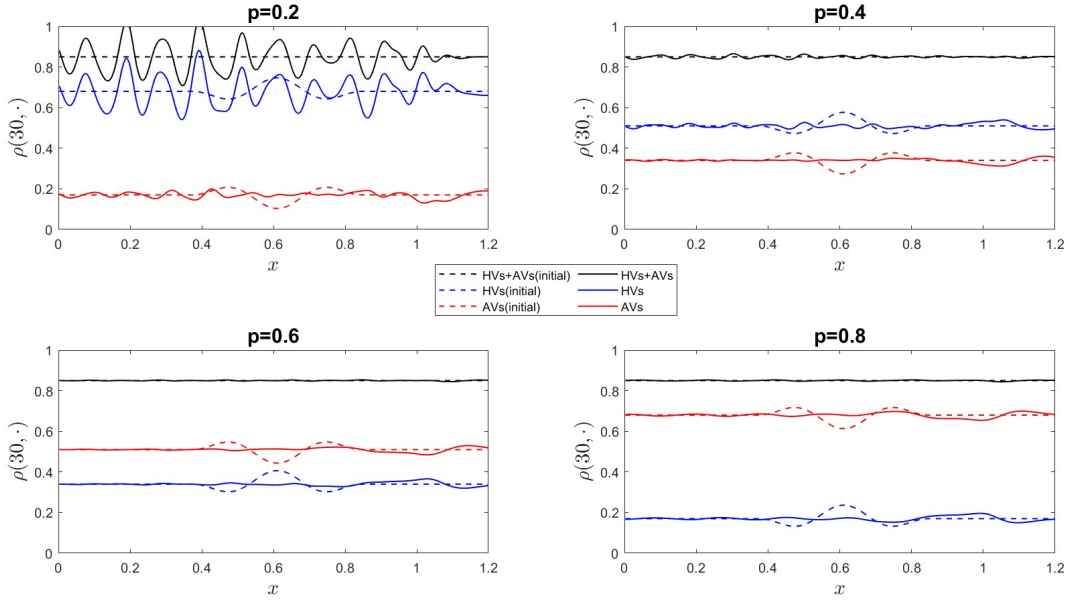 p=0.2
1
0.8
0.6
0.4
0.2
0
ρ(30, ·)
0 0.2 0.4 0.6 0.8 1 1.2
x
p=0.4
1
0.8
0.6
0.4
0.2
0
ρ(30, ·)
0 0.2 0.4 0.6 0.8 1 1.2
x
HVs+AVs(initial) HVs+AVs
HVs(initial) HVs
AVs(initial) AVs
p=0.6
1
0.8
0.6
0.4
0.2
0
ρ(30, ·)
0 0.2 0.4 0.6 0.8 1 1.2
x
p=0.8
1
0.8
0.6
0.4
0.2
0
ρ(30, ·)
0 0.2 0.4 0.6 0.8 1 1.2
x